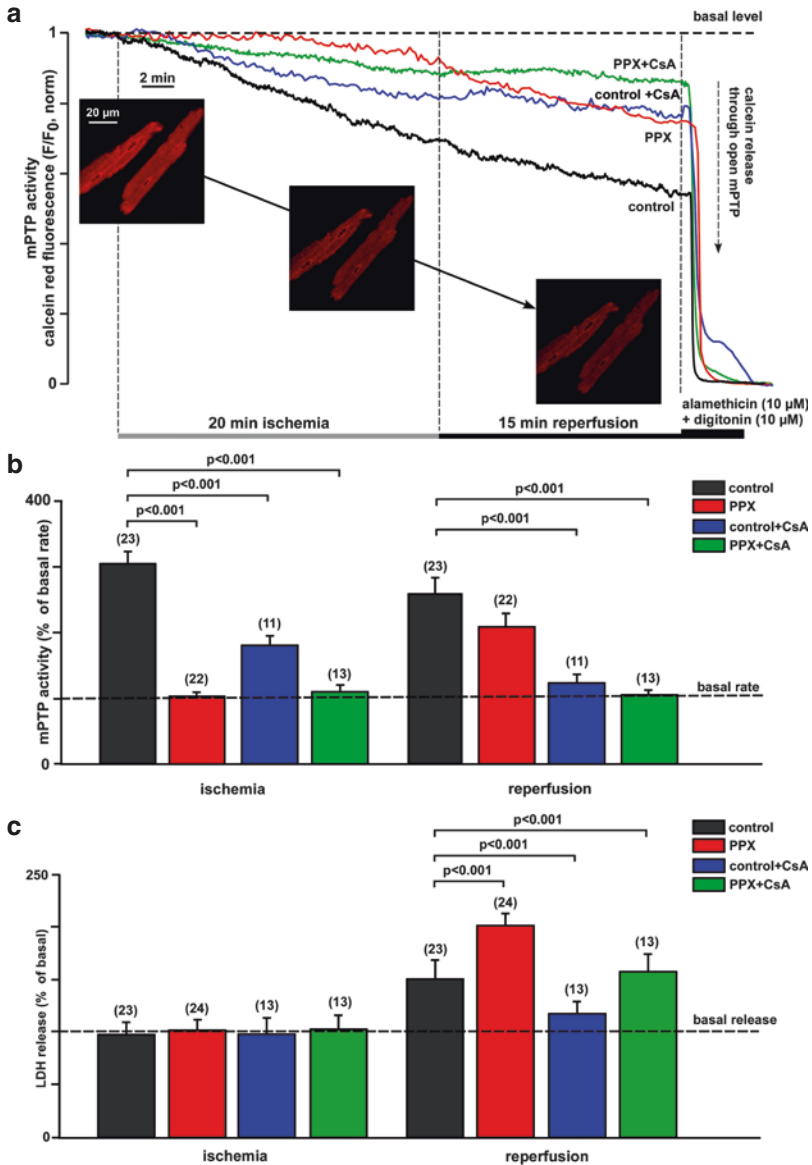 a
basal level
1
2 min
20 µm
PPX+CsA
control +CsA
PPX
control
calcein release
through open mPTP
mPTP activity
calcein red fluorescence (F/F0, norm)
0
20 min ischemia
15 min reperfusion
alamethicin (10 µM)
+ digitonin (10 µM)
b
400
p<0.001
p<0.001
p<0.001
p<0.001
p<0.001
control
PPX
control+CsA
PPX+CsA
(23)
(22)
(11)
(13)
(23)
(22)
(11)
(13)
mPTP activity (% of basal rate)
basal rate
0
ischemia
reperfusion
c
250
p<0.001
p<0.001
p<0.001
control
PPX
control+CsA
PPX+CsA
(23)
(24)
(13)
(13)
(23)
(24)
(13)
(13)
LDH release (% of basal)
basal release
0
ischemia
reperfusion